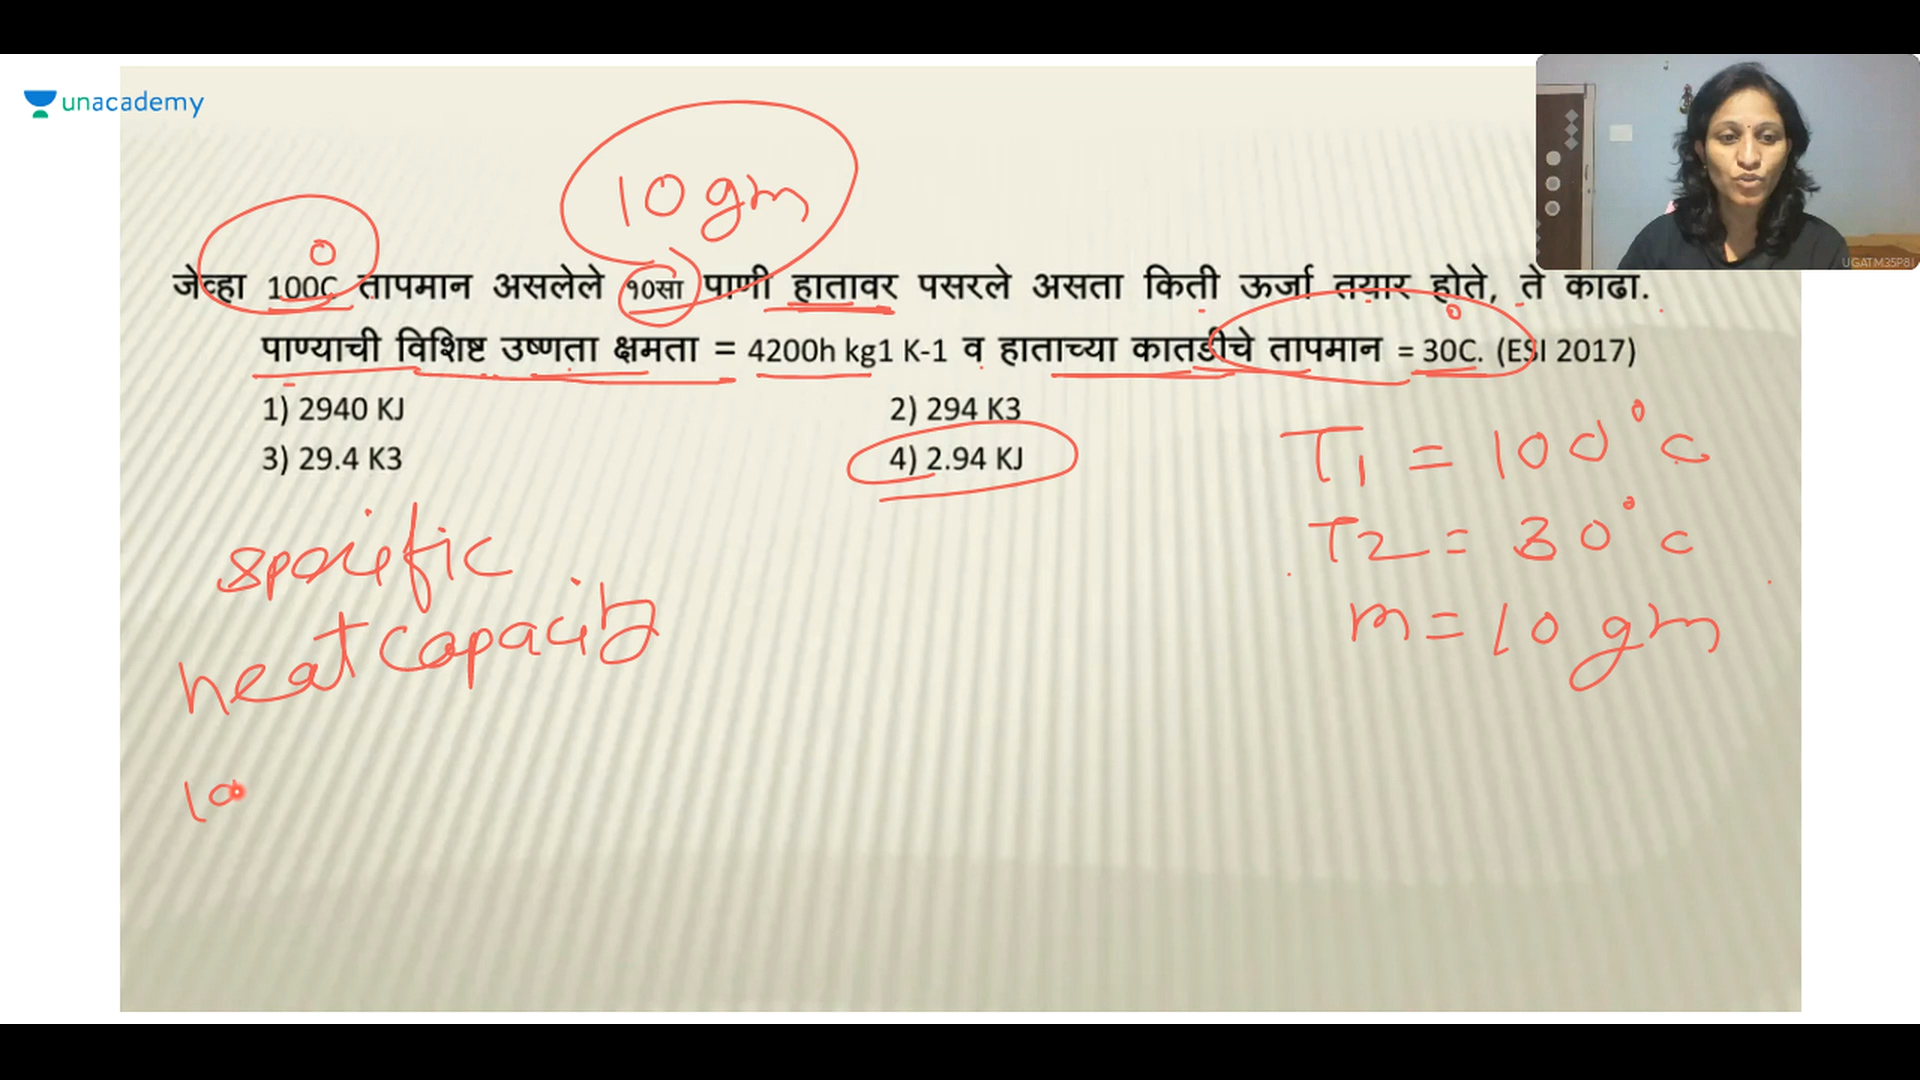 unacademy
10 gm
जेव्हा 100C तापमान असलेले १०सा पाणी हातावर पसरले असता किती ऊर्जा तयार होते, ते काढा.
पाण्याची विशिष्ट उष्णता क्षमता = 4200h kg1 K-1 व हाताच्या कातडीचे तापमान = 30C. (ESI 2017)
1) 2940 KJ
2) 294 K3
3) 29.4 K3
4) 2.94 KJ
T1 = 100°C
T2 = 30°C
m = 10 gm
heat capacity
10
UGATM35P8I